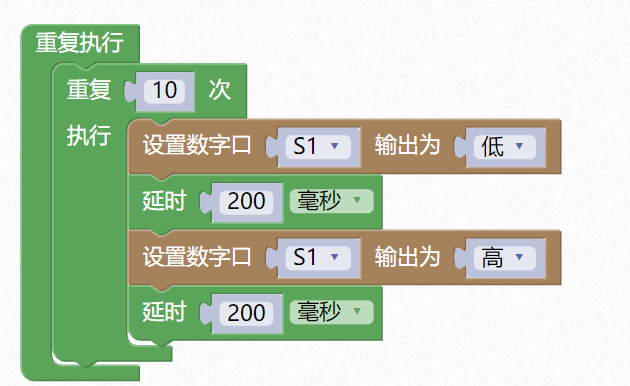 重复执行
重复 10 次
执行
设置数字口 S1 输出为 低
延时 200 毫秒
设置数字口 S1 输出为 高
延时 200 毫秒